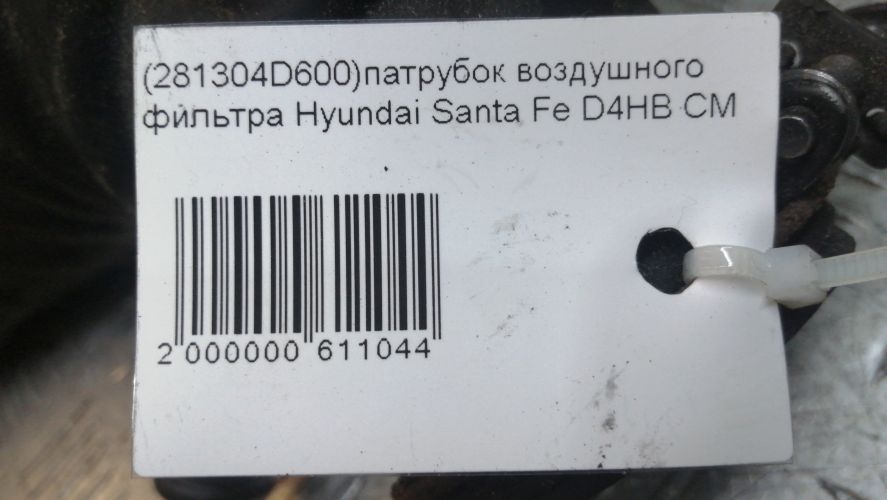 (281304D600)патрубок воздушного
фильтра Hyundai Santa Fe D4HB CM
2 000000 611044